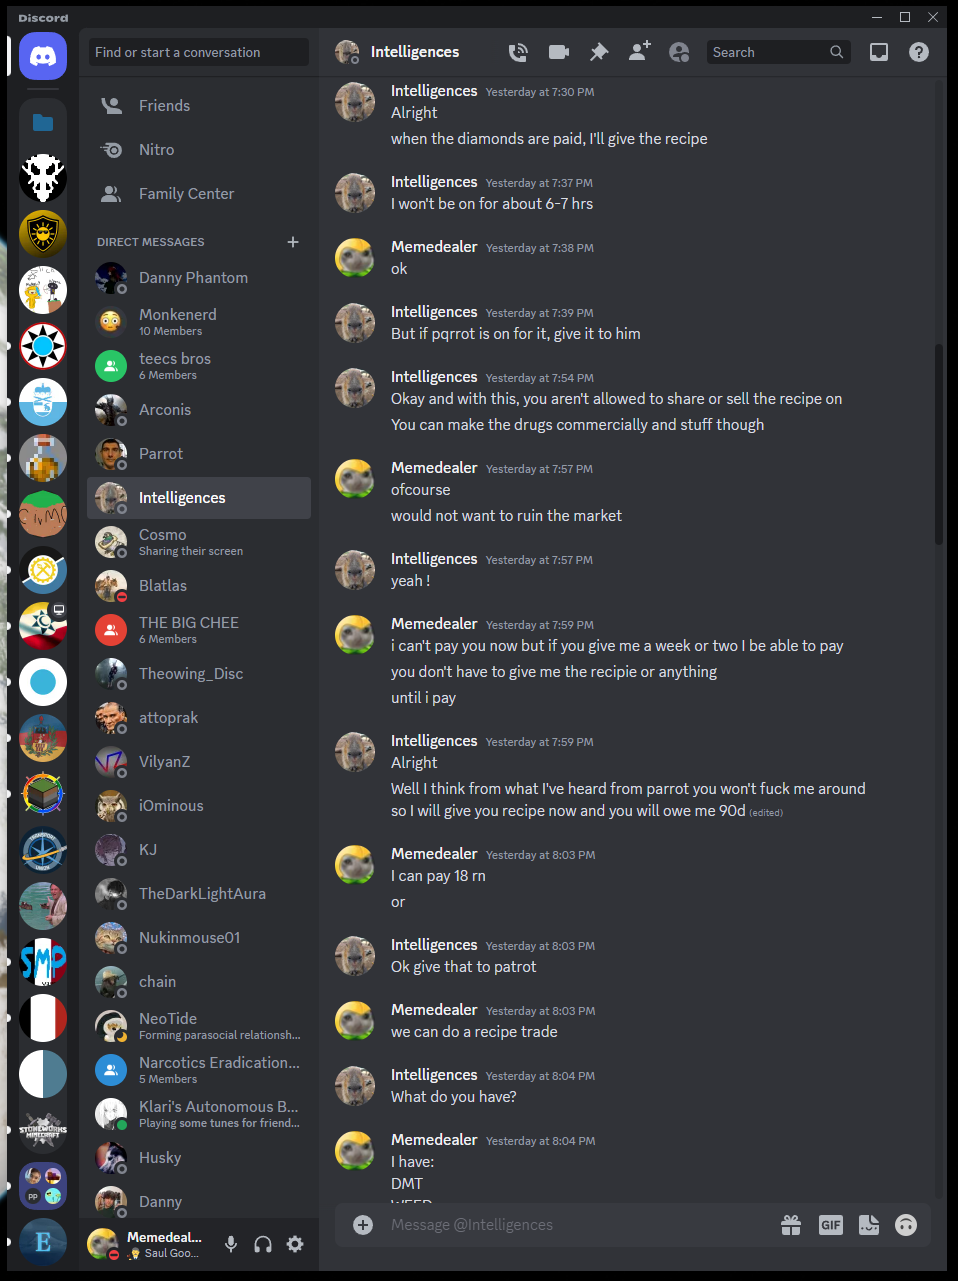 Discord
Find or start a conversation
Friends
Nitro
Family Center
DIRECT MESSAGES
Danny Phantom
Monkenerd
10 Members
teecs bros
6 Members
Arconis
Parrot
Intelligences
Cosmo
Sharing their screen
Blatlas
THE BIG CHEE
6 Members
Theowing_Disc
attoprak
VilyanZ
iOminous
KJ
TheDarkLightAura
Nukinmouse01
chain
NeoTide
Forming parasocial relationsh...
Narcotics Eradication...
5 Members
Klari's Autonomous B...
Playing some tunes for friend...
Husky
Danny
Memedeal...
Saul Goo...
SMP
STONEWORKS
MINECRAFT
pp
E
Intelligences
Search
Intelligences Yesterday at 7:30 PM
Alright
when the diamonds are paid, I'll give the recipe
Intelligences Yesterday at 7:37 PM
I won't be on for about 6-7 hrs
Memedealer Yesterday at 7:38 PM
ok
Intelligences Yesterday at 7:39 PM
But if pqrrot is on for it, give it to him
Intelligences Yesterday at 7:54 PM
Okay and with this, you aren't allowed to share or sell the recipe on
You can make the drugs commercially and stuff though
Memedealer Yesterday at 7:57 PM
ofcourse
would not want to ruin the market
Intelligences Yesterday at 7:57 PM
yeah !
Memedealer Yesterday at 7:59 PM
i can't pay you now but if you give me a week or two I be able to pay
you don't have to give me the recipie or anything
until i pay
Intelligences Yesterday at 7:59 PM
Alright
Well I think from what I've heard from parrot you won't fuck me around
so I will give you recipe now and you will owe me 90d (edited)
Memedealer Yesterday at 8:03 PM
I can pay 18 rn
or
Intelligences Yesterday at 8:03 PM
Ok give that to patrot
Memedealer Yesterday at 8:03 PM
we can do a recipe trade
Intelligences Yesterday at 8:04 PM
What do you have?
Memedealer Yesterday at 8:04 PM
I have:
DMT
WEED
Message @Intelligences
GIF